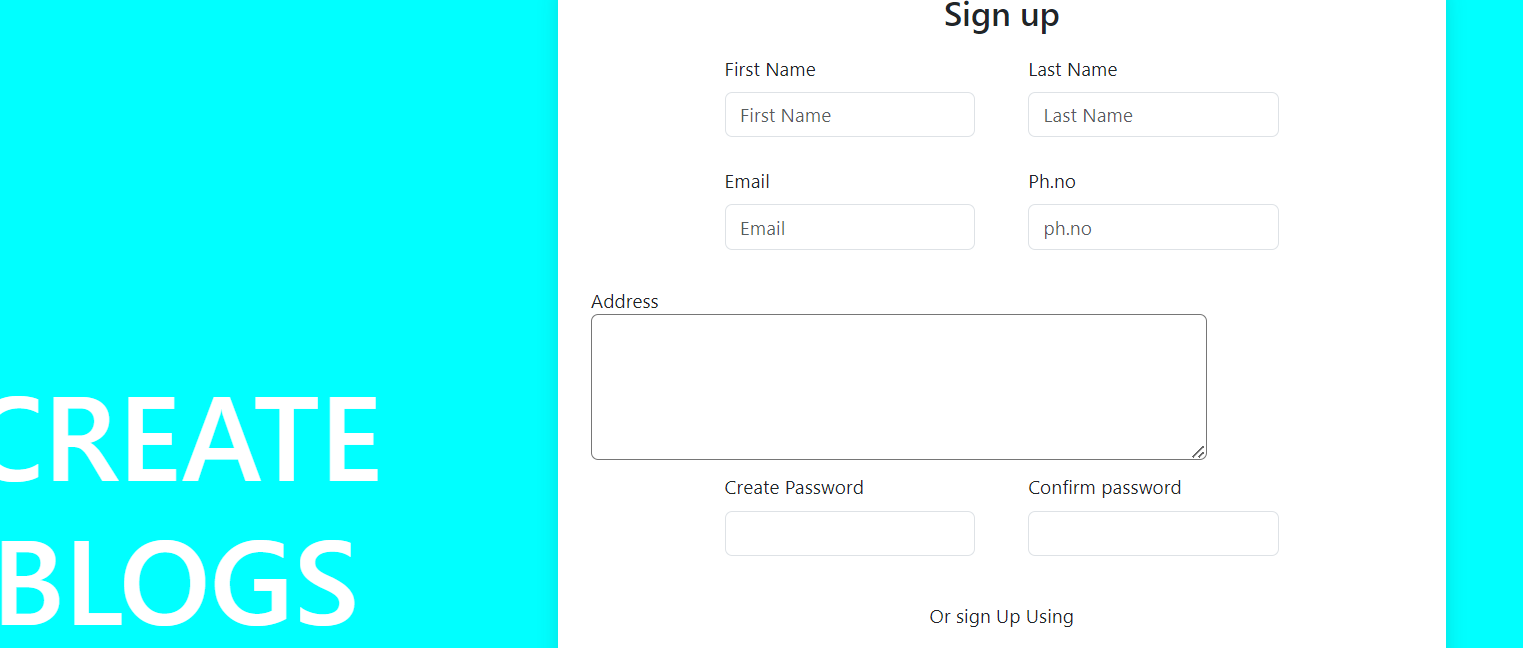 Sign up
First Name Last Name
First Name Last Name
Email Ph.no
Email ph.no
Address
Create Password Confirm password
Or sign Up Using
CREATE
BLOGS